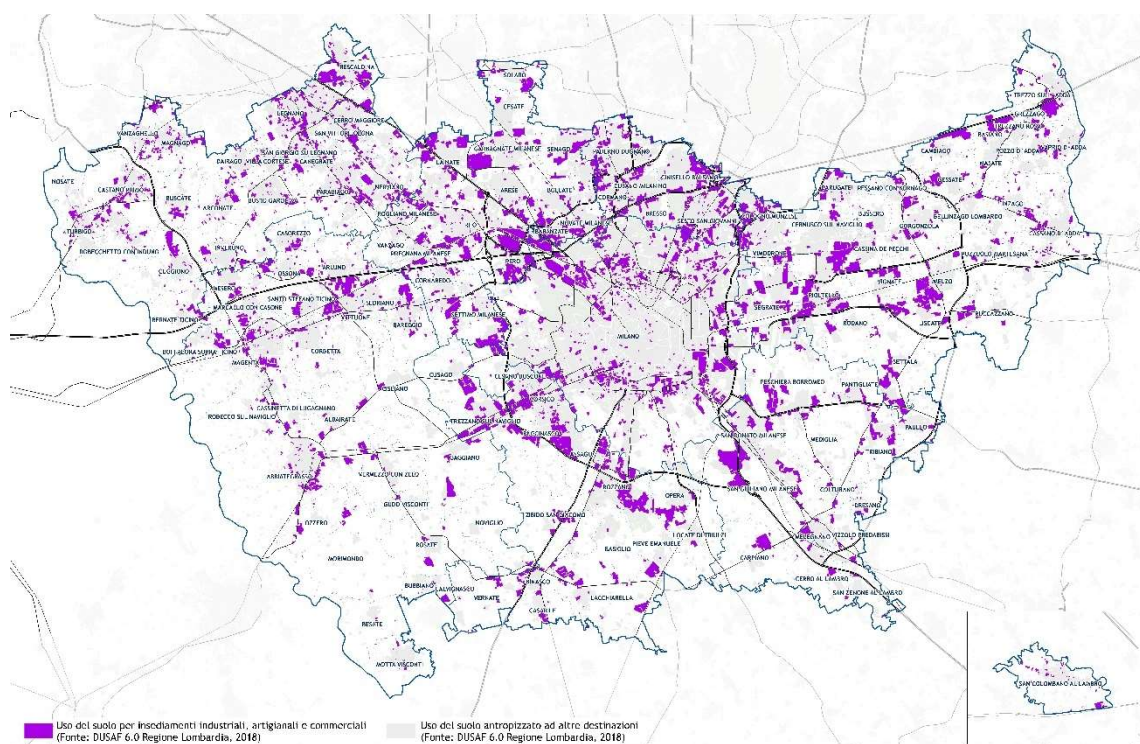 RESCALDINA
SOLARO
CESATE
TREZZO SULL'ADDA
GREZZAGO
TREZZANO ROSA
BASIANO
VAPRIO D'ADDA
POZZO D'ADDA
CAMBIAGO
MASATE
GESSATE
INZAGO
BELLINZAGO LOMBARDO
CASSANO D'ADDA
POZZUOLO MARTESANA
LEGNANO
CERRO MAGGIORE
SAN VITTORE OLONA
VANZAGHELLO
MAGNAGO
SAN GIORGIO SU LEGNANO
DAIRAGO
VILLA CORTESE
CANEGRATE
LAINATE
GARBAGNATE MILANESE
SENAGO
PADERNO DUGNANO
CINISELLO BALSAMO
CUSANO MILANINO
CORMANO
BRESSO
SESTO SAN GIOVANNI
NOSATE
CASTANO PRIMO
BUSCATE
ARCONATE
BUSTO GAROLFO
PARABIAGO
NERVIANO
POGLIANO MILANESE
ARESE
BOLLATE
NOVATE MILANESE
BARANZATE
RHO
PERO
TURBIGO
ROBECCHETTO CON INDUNO
CUGGIONO
INVERUNO
CASOREZZO
OSSONA
ARLUNO
VANZAGO
PREGNANA MILANESE
CORNAREDO
MESERO
MARCALLO CON CASONE
SANTO STEFANO TICINO
BERNATE TICINO
BOFFALORA SOPRA TICINO
MAGENTA
CORBETTA
VITTUONE
SEDRIANO
BAREGGIO
SETTIMO MILANESE
MILANO
CARUGATE
PESSANO CON BORNAGO
BUSSERO
CERNUSCO SUL NAVIGLIO
GORGONZOLA
CASSINA DE PECCHI
VIMODRONE
COLOGNO MONZESE
PIOLTELLO
SEGRATE
VIGNATE
MELZO
RODANO
LISCATE
TRUCCAZZANO
SETTALA
PESCHIERA BORROMEO
PANTIGLIATE
PAULLO
CUSAGO
CISLIANO
CESANO BOSCONE
CORSICO
TREZZANO SUL NAVIGLIO
BUCCINASCO
ASSAGO
CASSINETTA DI LUGAGNANO
ROBECCO SUL NAVIGLIO
ALBAIRATE
ABBIATEGRASSO
VERMEZZO CON ZELO
GAGGIANO
GUDO VISCONTI
OZZERO
MORIMONDO
NOVIGLIO
ROSATE
BUBBIANO
CALVIGNASCO
VERNATE
BINASCO
CASARILE
BESATE
MOTTA VISCONTI
ZIBIDO SAN GIACOMO
ROZZANO
OPERA
BASIGLIO
PIEVE EMANUELE
LOCATE DI TRIULZI
LACCHIARELLA
SAN DONATO MILANESE
SAN GIULIANO MILANESE
MEDIGLIA
TRIBIANO
COLTURANO
DRESANO
MELEGNANO
VIZZOLO PREDABISSI
CARPIANO
CERRO AL LAMBRO
SAN ZENONE AL LAMBRO
SAN COLOMBANO AL LAMBRO
Uso del suolo per insediamenti industriali, artigianali e commerciali
(Fonte: DUSAF 6.0 Regione Lombardia, 2018)
Uso del suolo antropizzato ad altre destinazioni
(Fonte: DUSAF 6.0 Regione Lombardia, 2018)